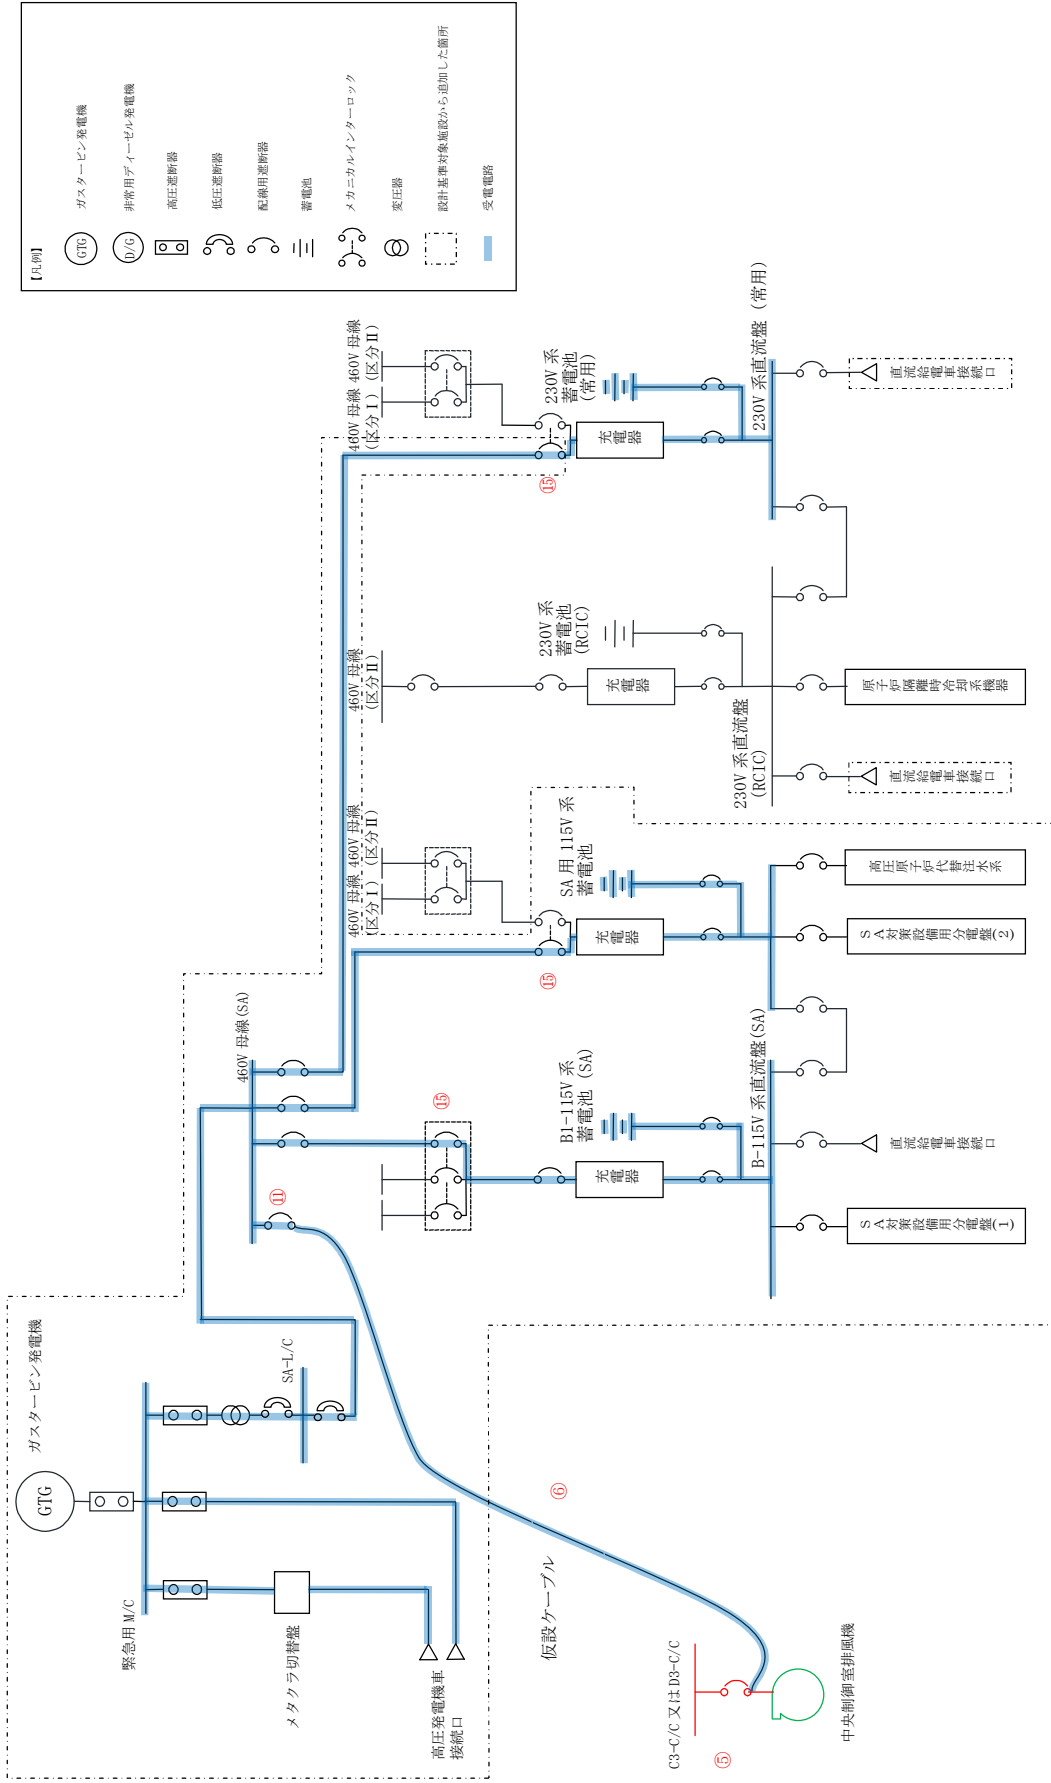 【凡例】
GTG
ガスタービン発電機
D/G
非常用ディーゼル発電機
高圧遮断器
低圧遮断器
配線用遮断器
蓄電池
メカニカルインターロック
変圧器
設計基準対象施設から追加した箇所
受電電路
ガスタービン発電機
GTG
緊急用 M/C
メタクラ切替盤
高圧発電機車
接続口
SA-L/C
460V 母線(SA)
⑪
⑮
B1-115V 系
蓄電池 (SA)
充電器
B-115V 系直流盤(SA)
SA対策設備用分電盤(1)
直流給電車接続口
460V 母線
(区分Ⅰ)
460V 母線
(区分Ⅱ)
⑮
SA 用 115V 系
蓄電池
充電器
SA対策設備用分電盤(2)
高圧原子炉代替注水系
460V 母線
(区分Ⅱ)
230V 系
蓄電池
(RCIC)
充電器
230V 系直流盤
(RCIC)
直流給電車接続口
原子炉隔離時冷却系機器
460V 母線
(区分Ⅰ)
460V 母線
(区分Ⅱ)
⑮
230V 系
蓄電池
(常用)
充電器
230V 系直流盤 (常用)
直流給電車接続口
仮設ケーブル
⑥
C3-C/C 又は D3-C/C
⑤
中央制御室排風機